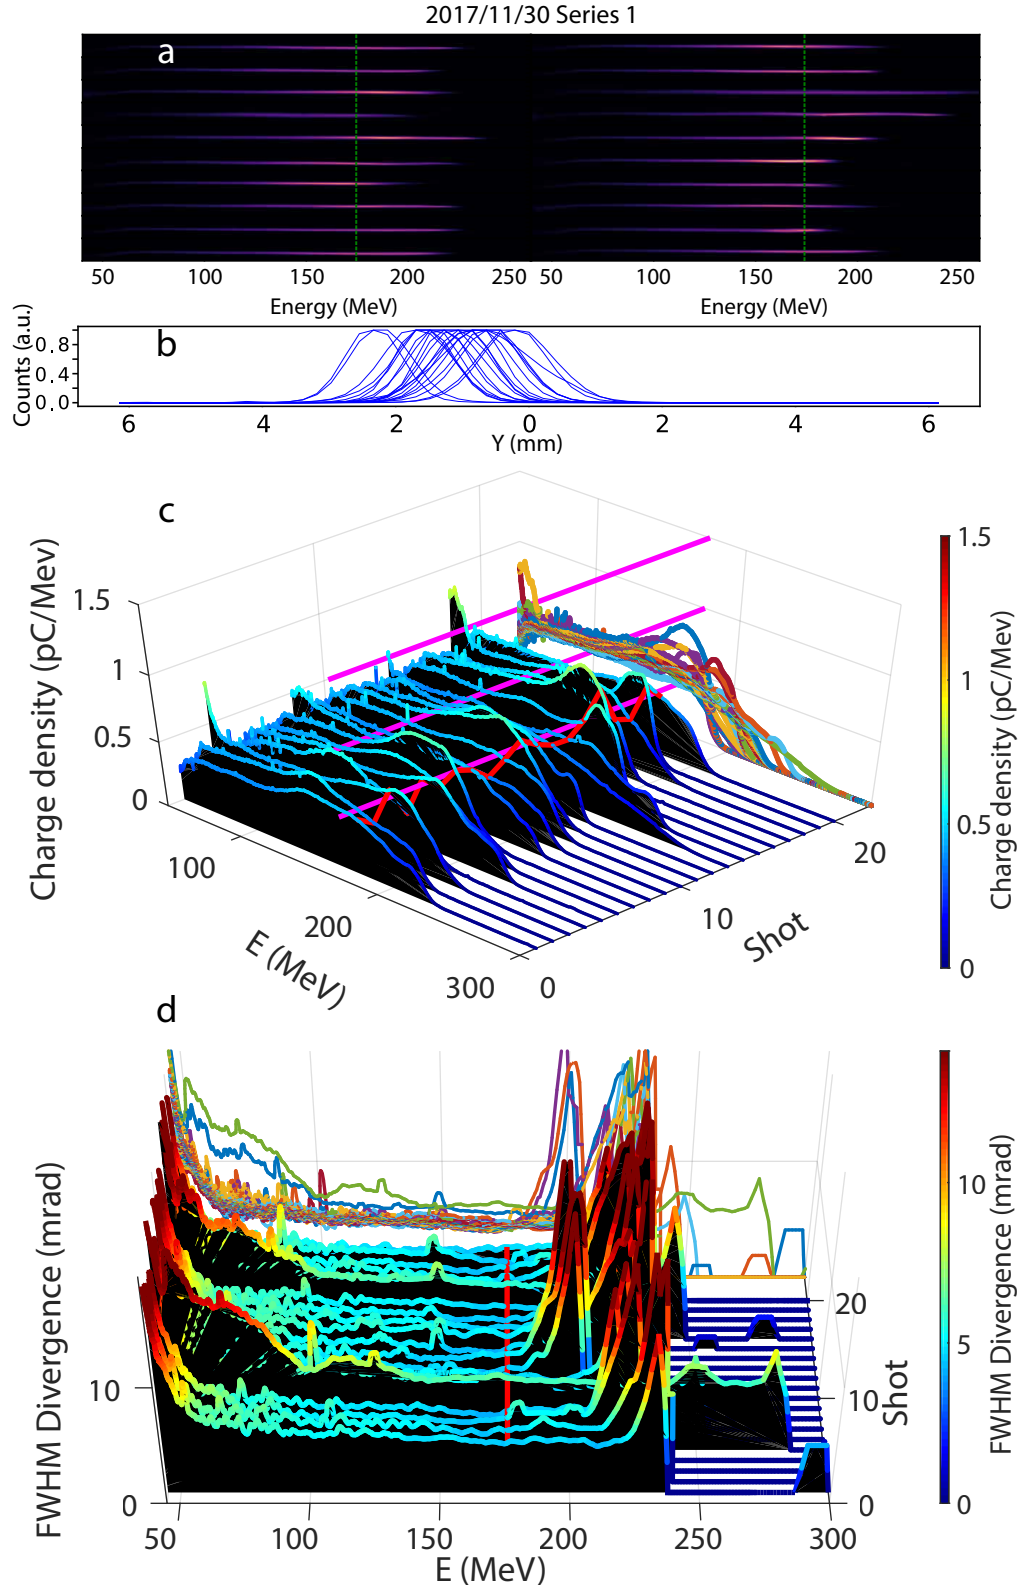 2017/11/30 Series 1
a
50 100 150 200 250 50 100 150 200 250
Energy (MeV) Energy (MeV)
b
Counts (a.u.)
0.8
0.4
0.0
6 4 2 0 2 4 6
Y (mm)
c
Charge density (pC/Mev)
1.5
1
0.5
0
100
200
300
E (MeV)
0
10
20
Shot
1.5
1
0.5
0
Charge density (pC/Mev)
d
FWHM Divergence (mrad)
10
0
50 100 150 200 250 300
E (MeV)
20
10
0
Shot
10
5
0
FWHM Divergence (mrad)